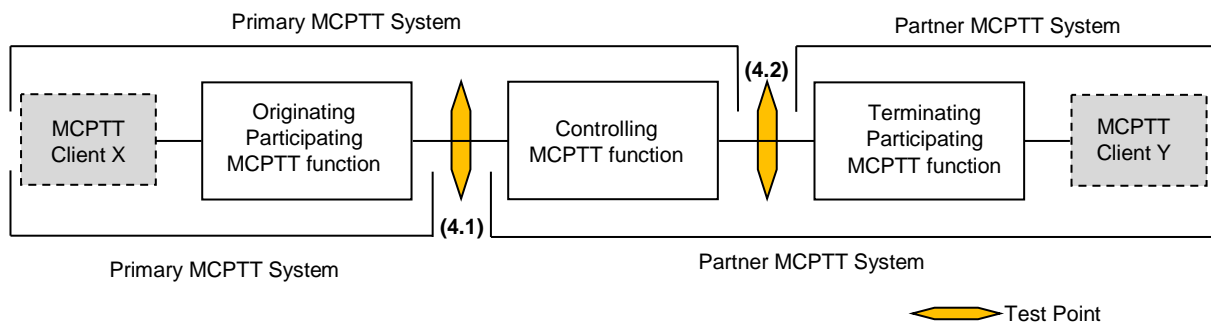 Primary MCPTT System
Partner MCPTT System
(4.2)
MCPTT
Client X
Originating
Participating
MCPTT function
Controlling
MCPTT function
Terminating
Participating
MCPTT function
MCPTT
Client Y
(4.1)
Primary MCPTT System
Partner MCPTT System
Test Point